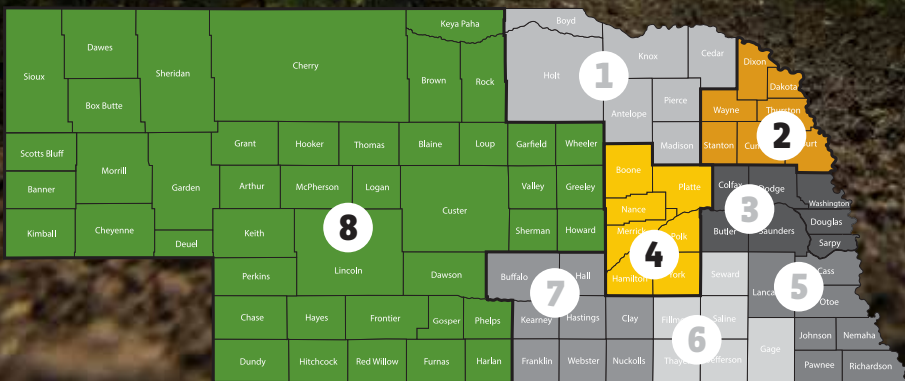 Keya Paha
Boyd
Sioux
Dawes
Sheridan
Cherry
Brown
Rock
Holt
1
Knox
Cedar
Dixon
Dakota
Box Butte
Antelope
Pierce
Wayne
Thurston
2
Stanton
Madison
Scotts Bluff
Morrill
Grant
Hooker
Thomas
Blaine
Loup
Garfield
Wheeler
Boone
Platte
Colfax
Dodge
Washington
3
Banner
Garden
Arthur
McPherson
Logan
Custer
Valley
Greeley
Nance
Merrick
Polk
Butler
Saunders
Douglas
Sarpy
Kimball
Cheyenne
Deuel
Keith
8
Lincoln
Sherman
Howard
4
Hamilton
York
Seward
Cass
5
Otoe
Perkins
Dawson
Buffalo
Hall
7
Chase
Hayes
Frontier
Gosper
Phelps
Kearney
Hastings
Clay
Saline
6
Johnson
Nemaha
Dundy
Hitchcock
Red Willow
Furnas
Harlan
Franklin
Webster
Nuckolls
Gage
Pawnee
Richardson